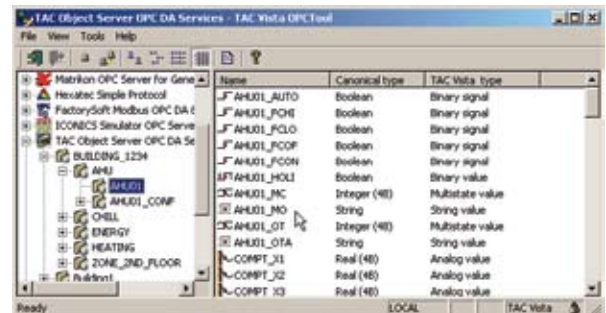 TAC Object Server OPC DA Services - TAC Vista OPCTool
File View Tools Help
Matrikon OPC Server for Gene
Hexatec Simple Protocol
FactorySoft Modbus OPC DA
ICONICS Simulator OPC Serve
TAC Object Server OPC DA Se
BUILDING_1234
AHU
AHU01
AHU01_CONF
CHILL
ENERGY
HEATING
ZONE_2ND_FLOOR
Building1
Name Canonical type TAC Vista type
AHU01_AUTO Boolean Binary signal
AHU01_FCHI Boolean Binary signal
AHU01_FCLO Boolean Binary signal
AHU01_FCOF Boolean Binary signal
AHU01_FCON Boolean Binary signal
AHU01_HOLI Boolean Binary value
AHU01_MC Integer (4B) Multistate value
AHU01_MO String String value
AHU01_OT Integer (4B) Multistate value
AHU01_OTA String String value
COMPT_X1 Real (4B) Analog value
COMPT_X2 Real (4B) Analog value
COMPT_X3 Real (4B) Analog value
Ready LOCAL TAC Vista